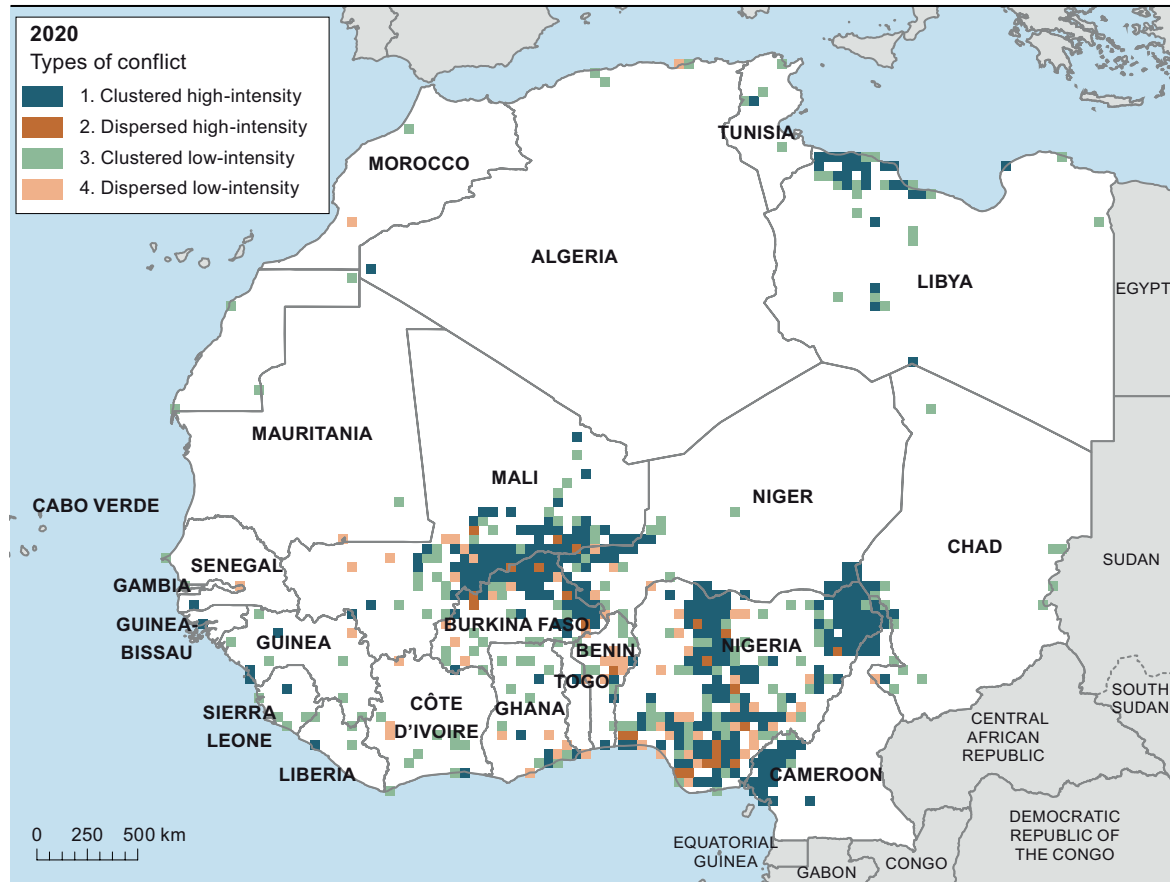 2020
Types of conflict
1. Clustered high-intensity
2. Dispersed high-intensity
3. Clustered low-intensity
4. Dispersed low-intensity
TUNISIA
MOROCCO
ALGERIA
LIBYA
EGYPT
MAURITANIA
MALI
NIGER
CABO VERDE
CHAD
SUDAN
SENEGAL
GAMBIA
GUINEA-
BISSAU
GUINEA
BURKINA FASO
BENIN
NIGERIA
TOGO
CÔTE
D'IVOIRE
GHANA
SIERRA
LEONE
SOUTH
SUDAN
CENTRAL
AFRICAN
REPUBLIC
LIBERIA
CAMEROON
0 250 500 km
EQUATORIAL
GUINEA
GABON
CONGO
DEMOCRATIC
REPUBLIC OF
THE CONGO